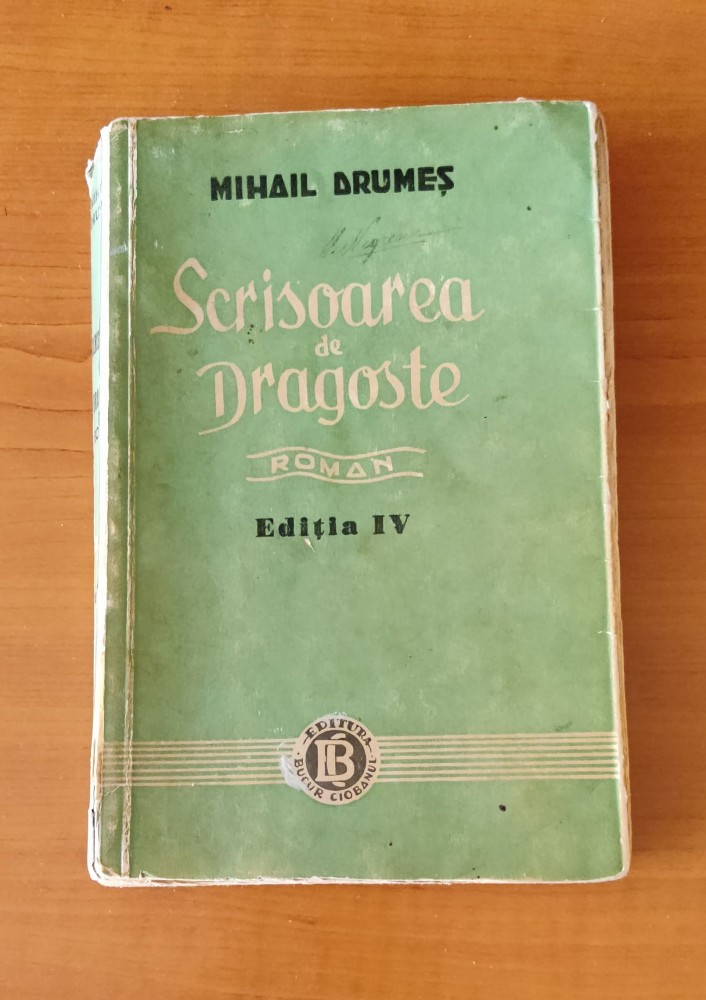 MIHAIL DRUMEȘ
Scrisoarea
de
Dragoste
ROMAN
Ediția IV
EDITURA
BUCUR CIOBANUL